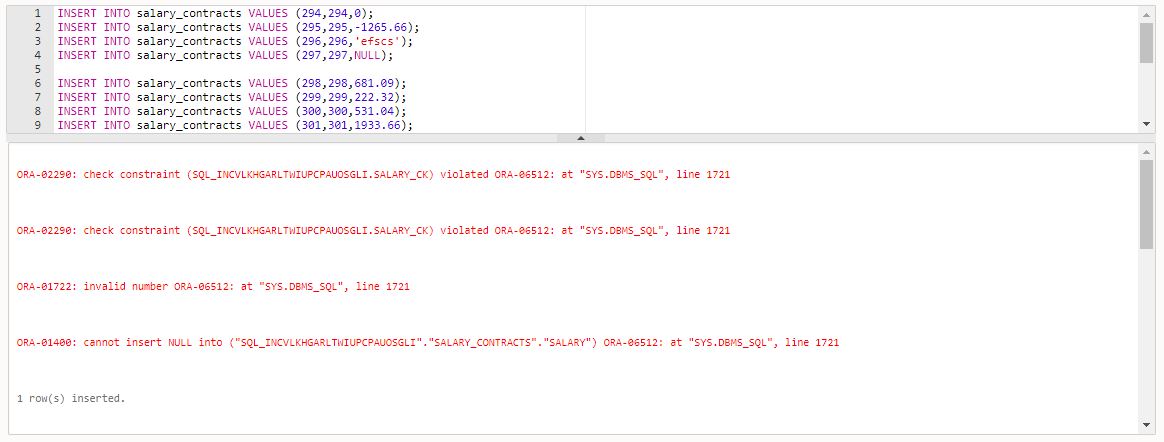 1 INSERT INTO salary_contracts VALUES (294,294,0);
2 INSERT INTO salary_contracts VALUES (295,295,-1265.66);
3 INSERT INTO salary_contracts VALUES (296,296,'efscs');
4 INSERT INTO salary_contracts VALUES (297,297,NULL);
5
6 INSERT INTO salary_contracts VALUES (298,298,681.09);
7 INSERT INTO salary_contracts VALUES (299,299,222.32);
8 INSERT INTO salary_contracts VALUES (300,300,531.04);
9 INSERT INTO salary_contracts VALUES (301,301,1933.66);
ORA-02290: check constraint (SQL_INCVLKHGARLTWIUPCPAUOSGLI.SALARY_CK) violated ORA-06512: at "SYS.DBMS_SQL", line 1721
ORA-02290: check constraint (SQL_INCVLKHGARLTWIUPCPAUOSGLI.SALARY_CK) violated ORA-06512: at "SYS.DBMS_SQL", line 1721
ORA-01722: invalid number ORA-06512: at "SYS.DBMS_SQL", line 1721
ORA-01400: cannot insert NULL into ("SQL_INCVLKHGARLTWIUPCPAUOSGLI"."SALARY_CONTRACTS"."SALARY") ORA-06512: at "SYS.DBMS_SQL", line 1721
1 row(s) inserted.